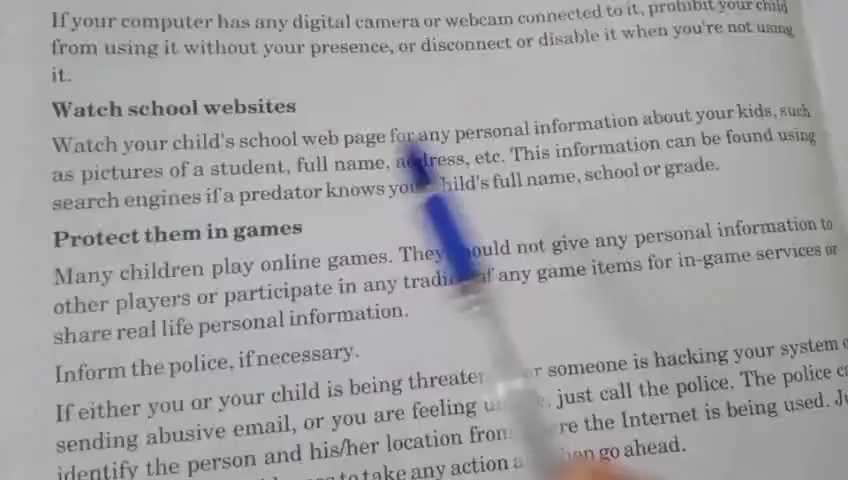 If your computer has any digital camera or webcam connected to it, prohibit your child
from using it without your presence, or disconnect or disable it when you're not using
it.
Watch school websites
Watch your child's school web page for any personal information about your kids, such
as pictures of a student, full name, address, etc. This information can be found using
search engines if a predator knows your child's full name, school or grade.
Protect them in games
Many children play online games. They should not give any personal information to
other players or participate in any trading of any game items for in-game services or
share real life personal information.
Inform the police, if necessary.
If either you or your child is being or someone is hacking your system
sending abusive email, or you are feeling just call the police. The police
identify the person and his/her location from where the Internet is being used.
to take any action then go ahead.